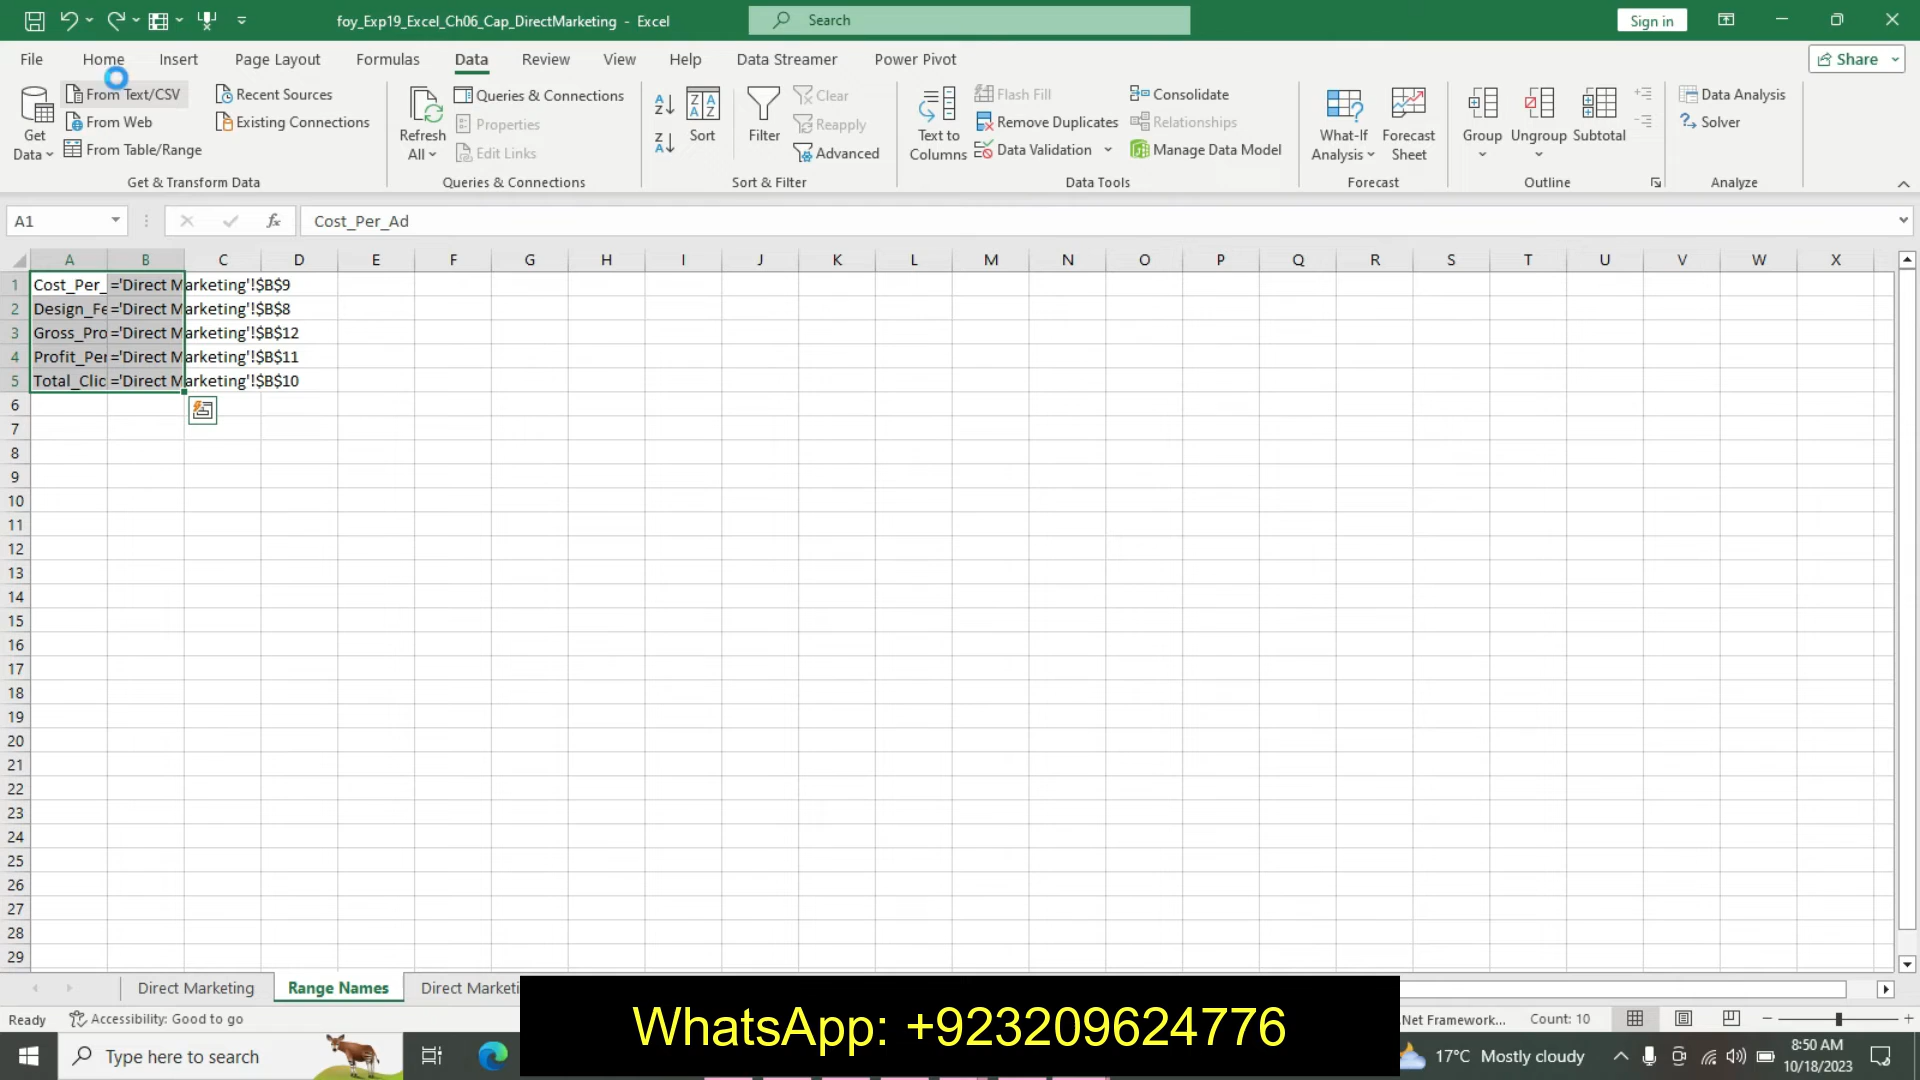 foy_Exp19_Excel_Ch06_Cap_DirectMarketing - Excel
Search
Sign in
File Home Insert Page Layout Formulas Data Review View Help Data Streamer Power Pivot
Share
Get Data
From Text/CSV
From Web
From Table/Range
Recent Sources
Existing Connections
Get & Transform Data
Refresh All
Queries & Connections
Properties
Edit Links
Queries & Connections
Sort
Filter
Clear
Reapply
Advanced
Sort & Filter
Text to Columns
Flash Fill
Remove Duplicates
Data Validation
Consolidate
Relationships
Manage Data Model
Data Tools
What-If Analysis
Forecast Sheet
Forecast
Group
Ungroup
Subtotal
Outline
Data Analysis
Solver
Analyze
A1
fx
Cost_Per_Ad
A B C D E F G H I J K L M N O P Q R S T U V W X
1 Cost_Per_ ='Direct Marketing'!$B$9
2 Design_Fe ='Direct Marketing'!$B$8
3 Gross_Pro ='Direct Marketing'!$B$12
4 Profit_Per ='Direct Marketing'!$B$11
5 Total_Clic ='Direct Marketing'!$B$10
6
7
8
9
10
11
12
13
14
15
16
17
18
19
20
21
22
23
24
25
26
27
28
29
Direct Marketing Range Names Direct Marketi
Ready Accessibility: Good to go
.Net Framework... Count: 10
WhatsApp: +923209624776
Type here to search
17°C Mostly cloudy
8:50 AM
10/18/2023